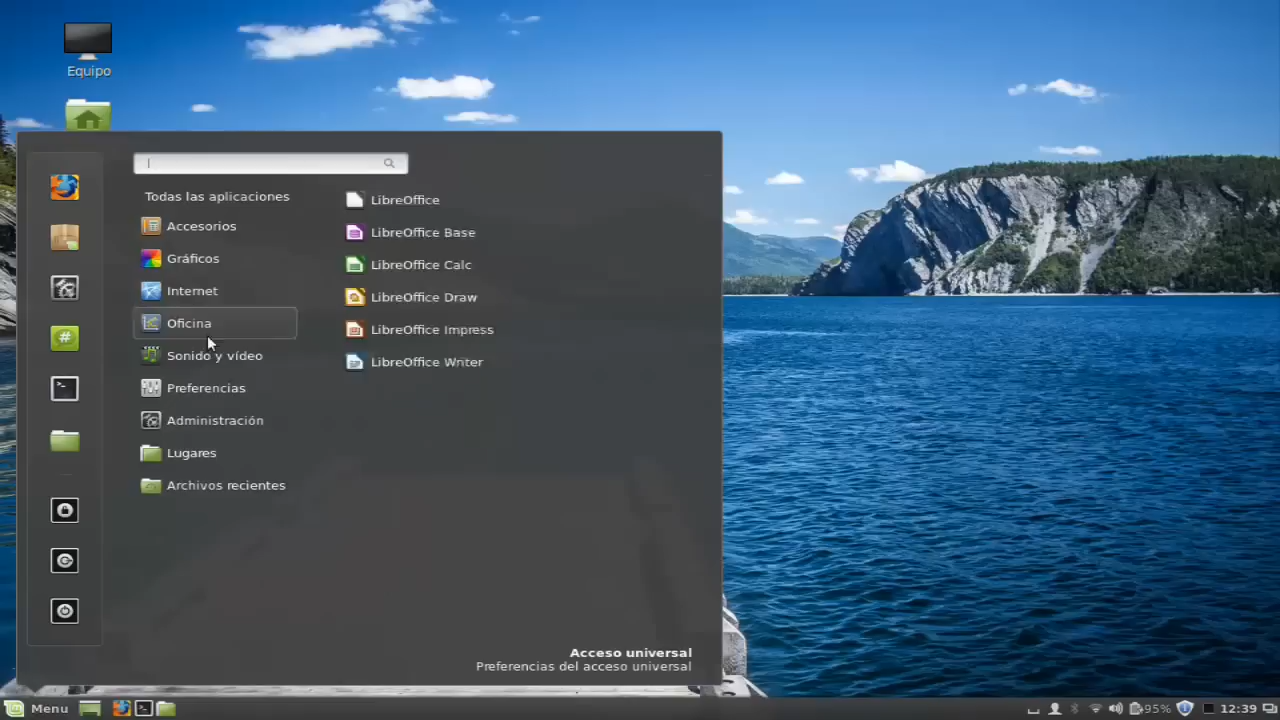 Equipo
Todas las aplicaciones
Accesorios
Gráficos
Internet
Oficina
Sonido y vídeo
Preferencias
Administración
Lugares
Archivos recientes
LibreOffice
LibreOffice Base
LibreOffice Calc
LibreOffice Draw
LibreOffice Impress
LibreOffice Writer
Acceso universal
Preferencias del acceso universal
Menu
95%
12:39